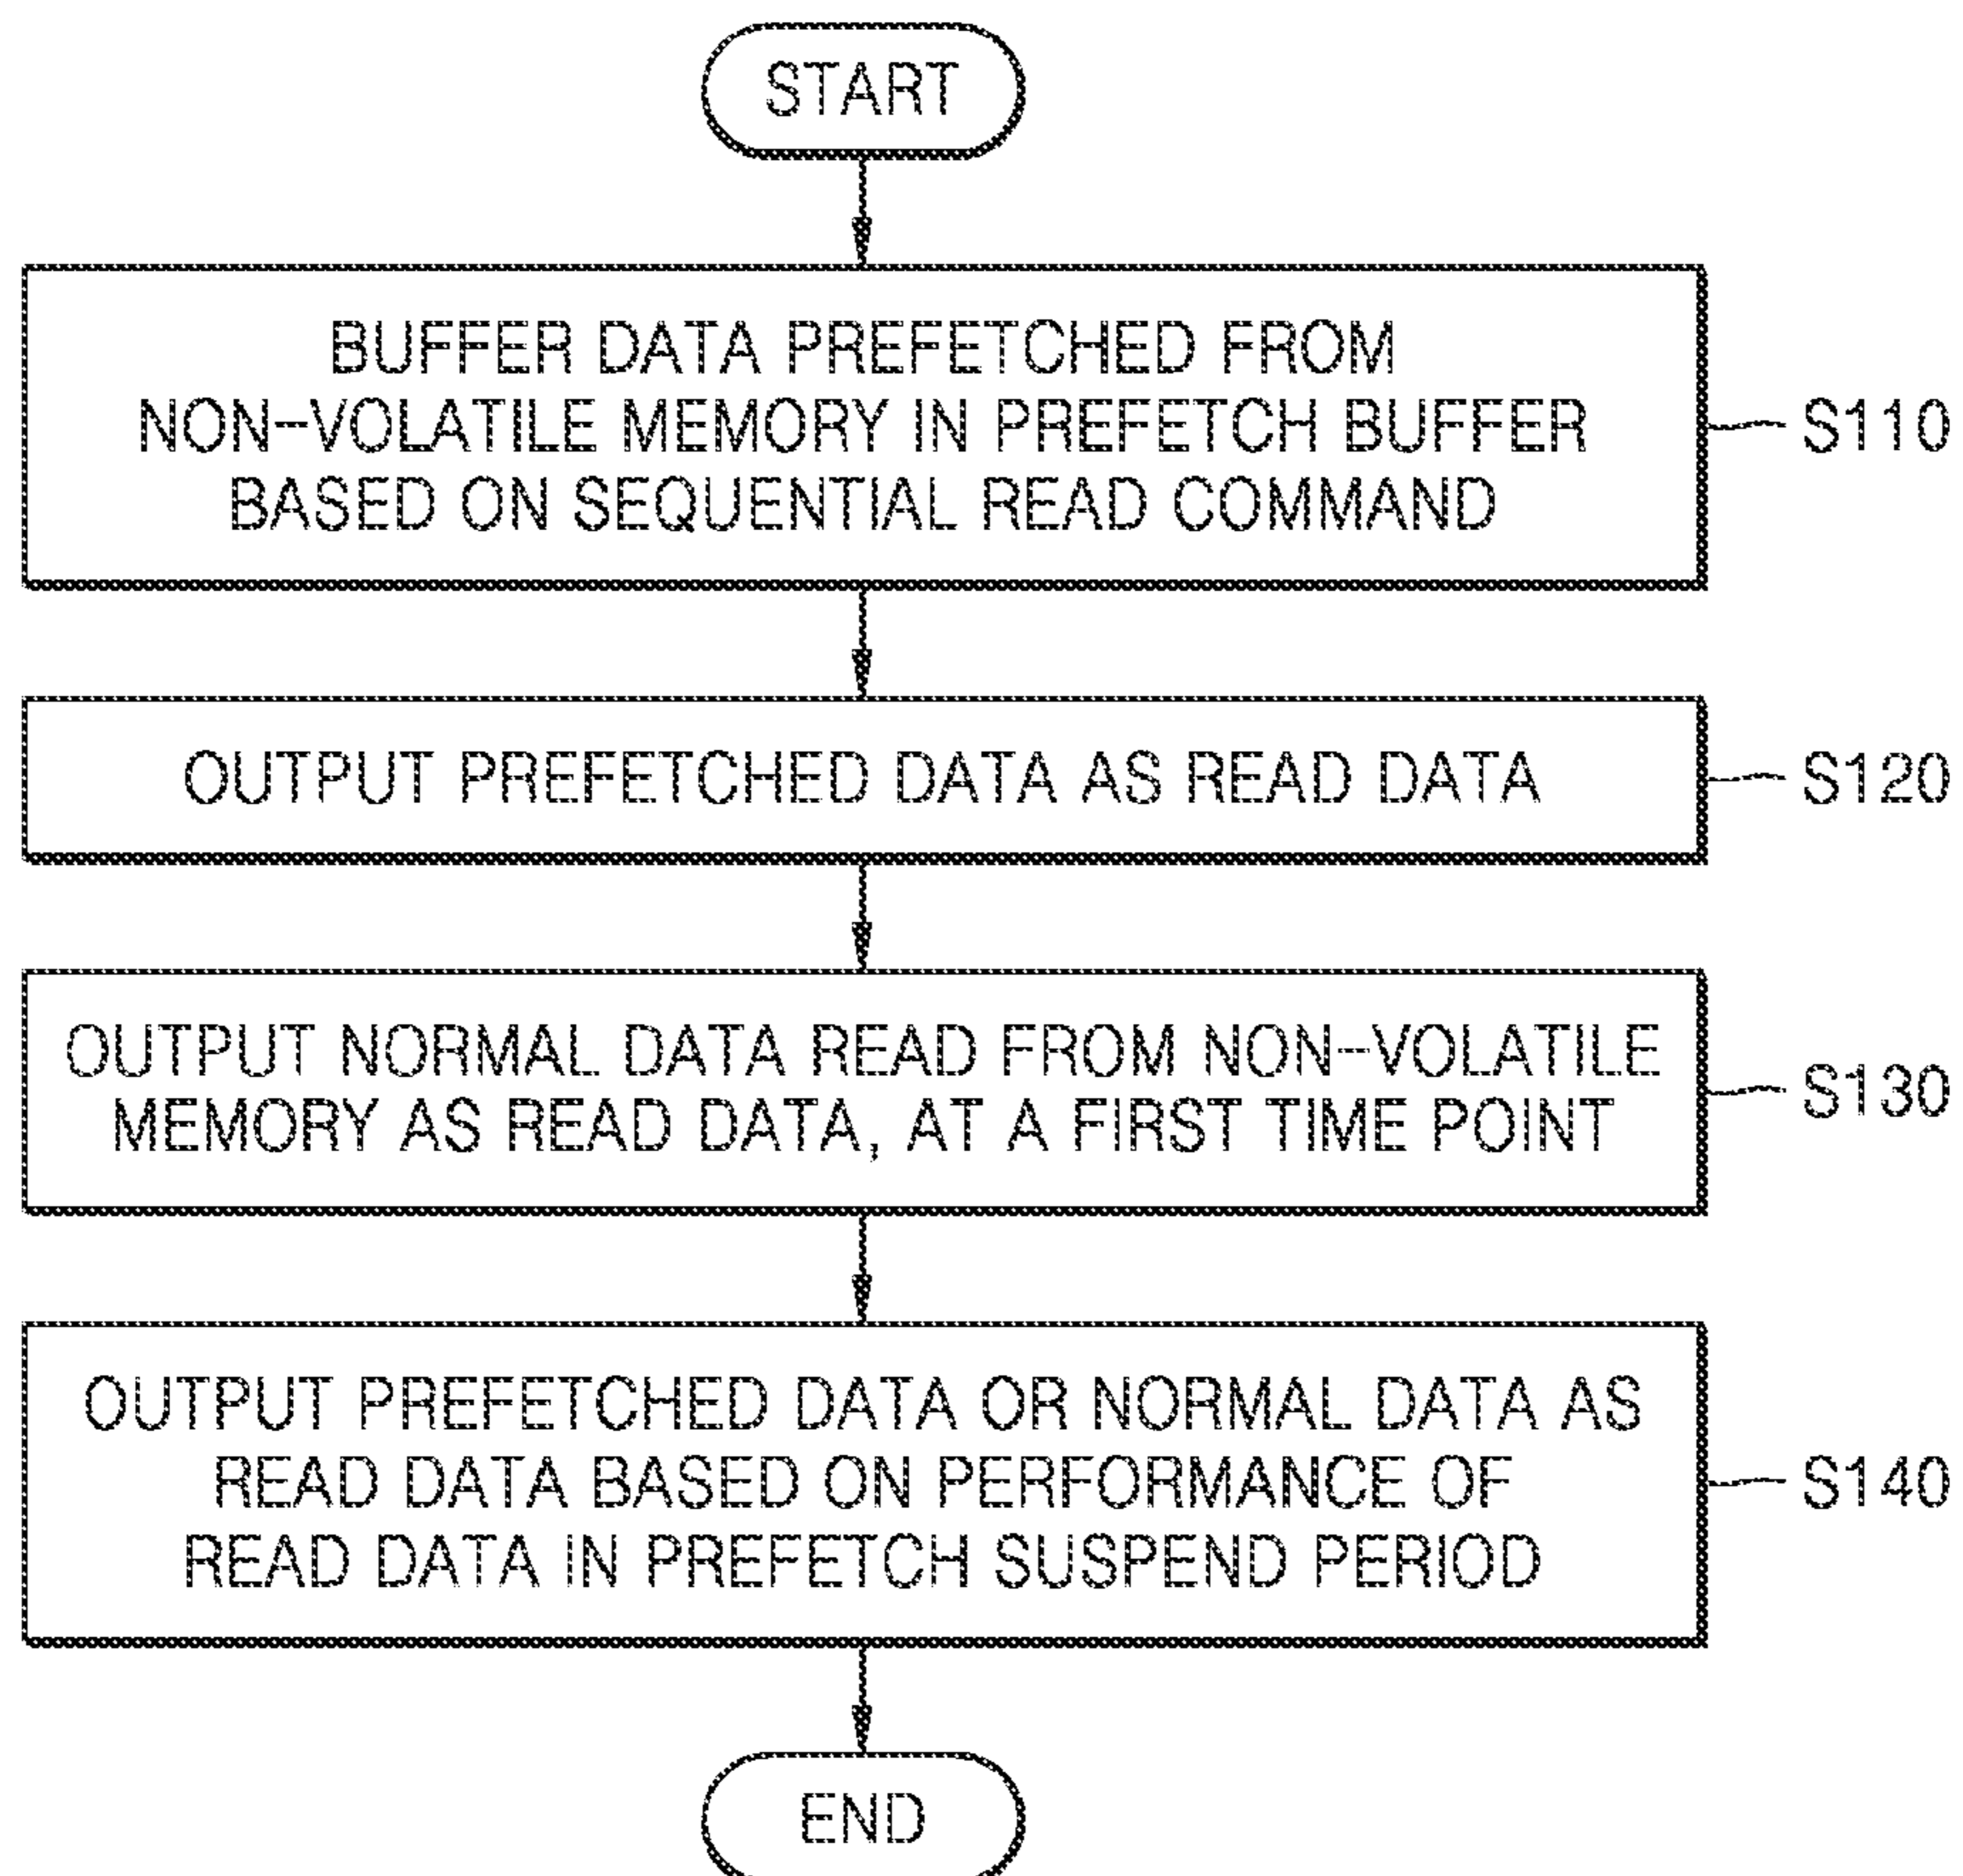 START
BUFFER DATA PREFETCHED FROM
NON-VOLATILE MEMORY IN PREFETCH BUFFER
BASED ON SEQUENTIAL READ COMMAND
S110
OUTPUT PREFETCHED DATA AS READ DATA
S120
OUTPUT NORMAL DATA READ FROM NON-VOLATILE
MEMORY AS READ DATA, AT A FIRST TIME POINT
S130
OUTPUT PREFETCHED DATA OR NORMAL DATA AS
READ DATA BASED ON PERFORMANCE OF
READ DATA IN PREFETCH SUSPEND PERIOD
S140
END